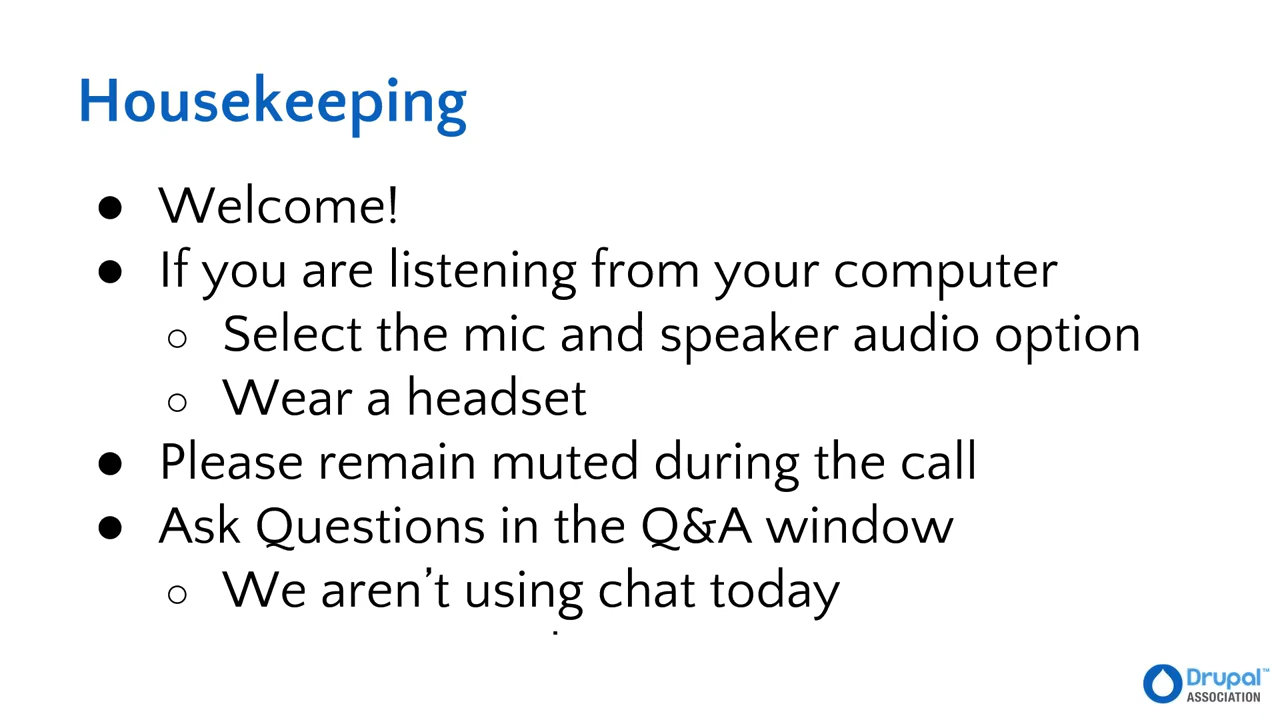 Housekeeping
● Welcome!
● If you are listening from your computer
○ Select the mic and speaker audio option
○ Wear a headset
● Please remain muted during the call
● Ask Questions in the Q&A window
○ We aren’t using chat today
Drupal™
ASSOCIATION